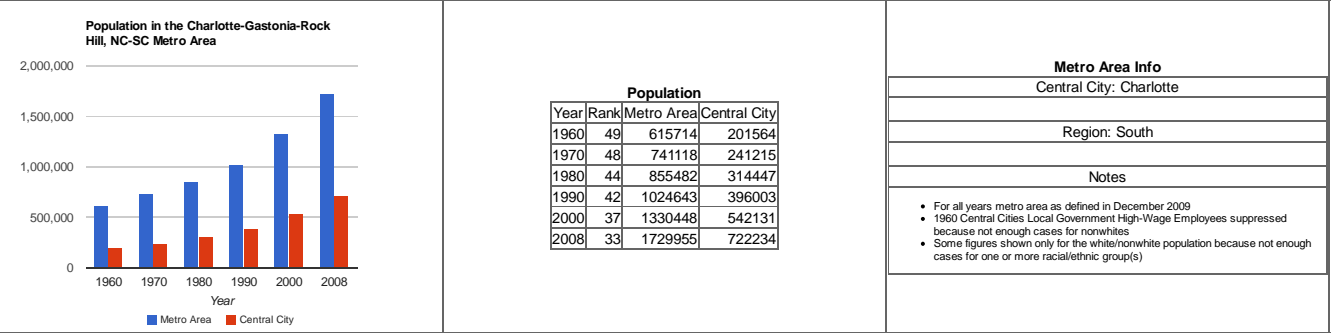 Population in the Charlotte-Gastonia-Rock
Hill, NC-SC Metro Area
2,000,000
1,500,000
1,000,000
500,000
0
1960 1970 1980 1990 2000 2008
Year
Metro Area Central City
Population
Year Rank Metro Area Central City
1960 49 615714 201564
1970 48 741118 241215
1980 44 855482 314447
1990 42 1024643 396003
2000 37 1330448 542131
2008 33 1729955 722234
Metro Area Info
Central City: Charlotte
Region: South
Notes
• For all years metro area as defined in December 2009
• 1960 Central Cities Local Government High-Wage Employees suppressed
because not enough cases for nonwhites
• Some figures shown only for the white/nonwhite population because not enough
cases for one or more racial/ethnic group(s)